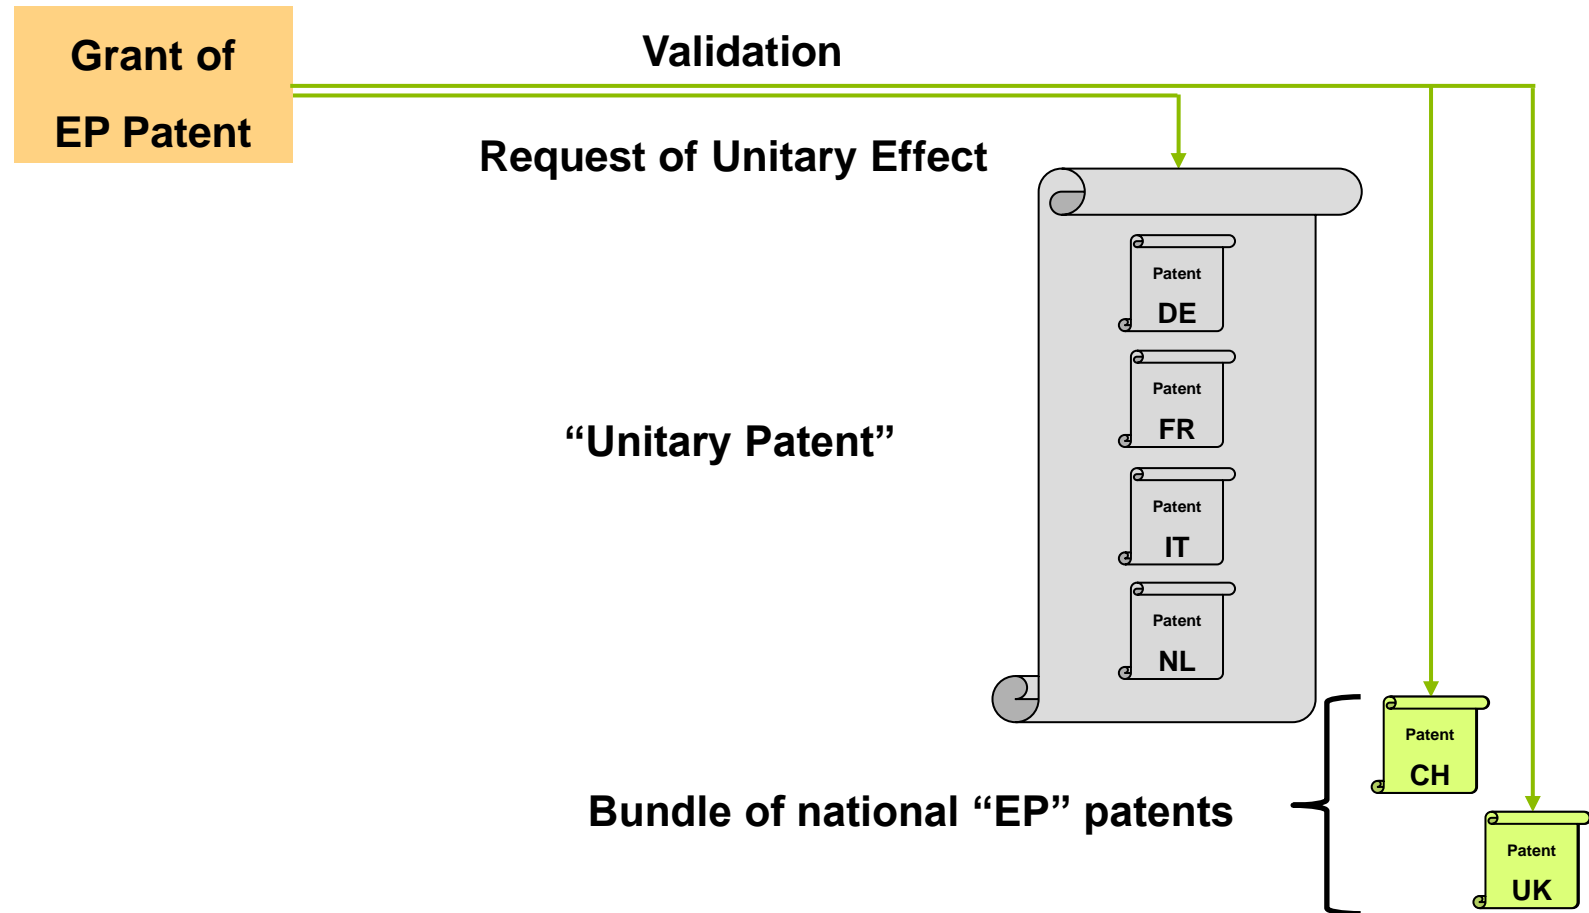 Grant of
EP Patent
Validation
Request of Unitary Effect
Patent
DE
Patent
FR
“Unitary Patent”
Patent
IT
Patent
NL
Patent
CH
Bundle of national “EP” patents
Patent
UK